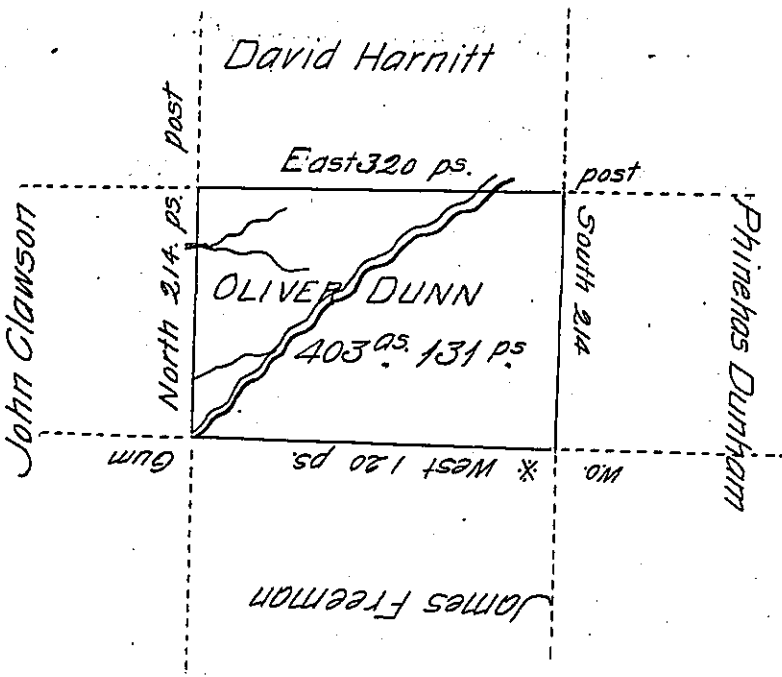 David Harnitt
post
East 320 ps.
post
John Clawson
North 214. ps.
OLIVER DUNN
403 as. 131 ps
South 214
Phinehas Dunham
Gum
※ West 120 ps
Wo.
James Freeman